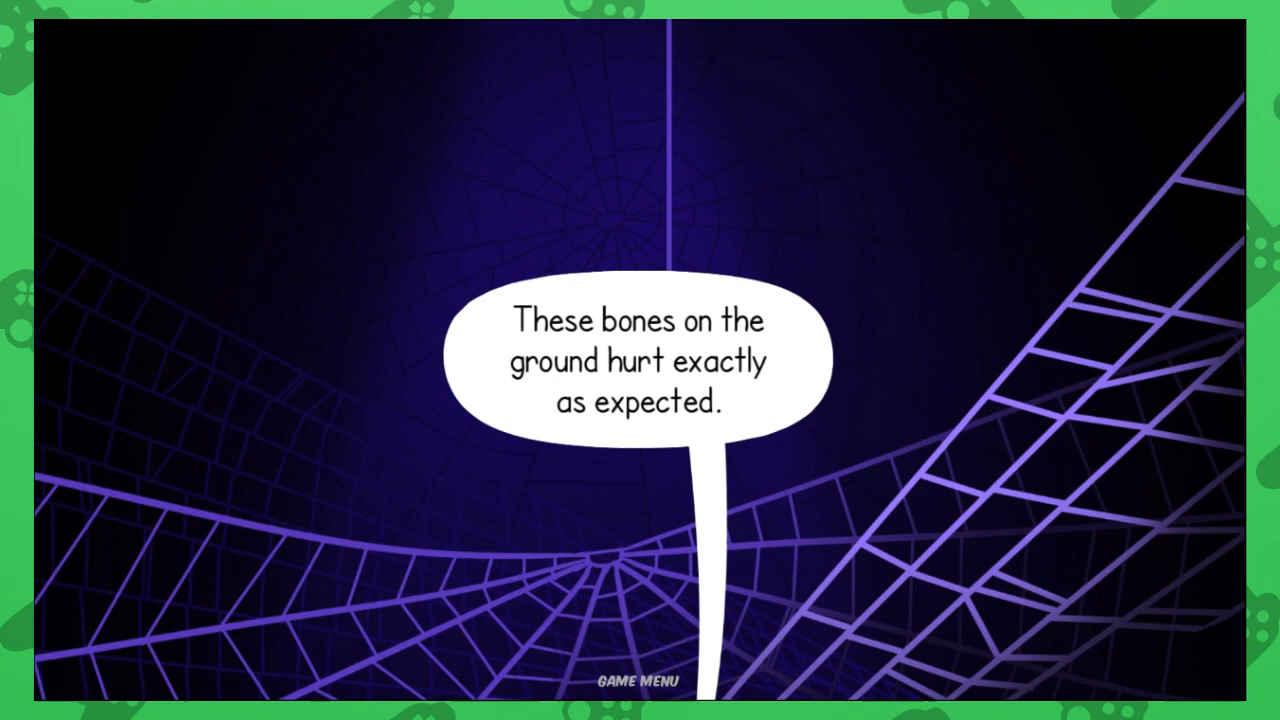 These bones on the
ground hurt exactly
as expected.
GAME MENU